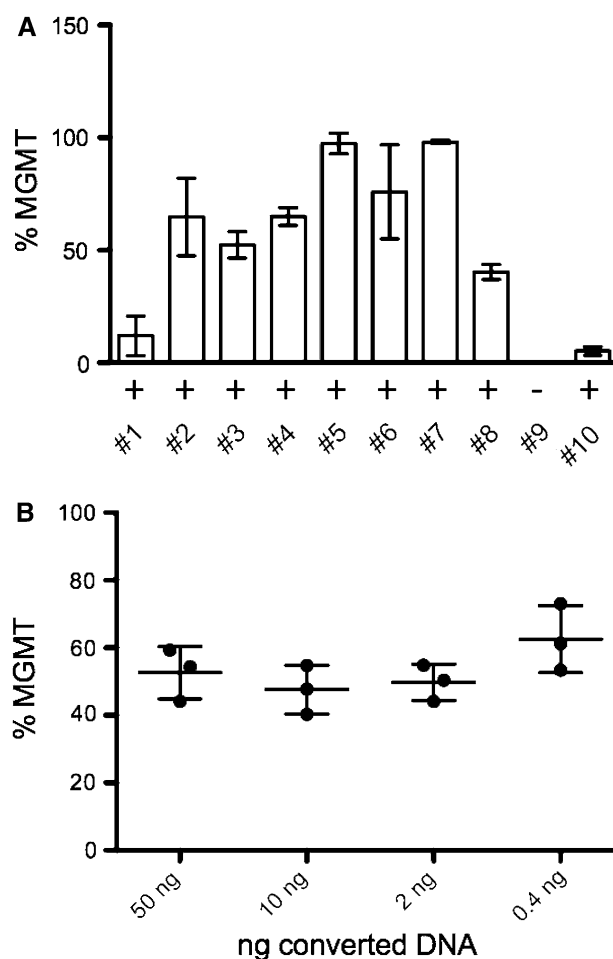 A
% MGMT
150
100
50
0
+ + + + + + + + - +
#1 #2 #3 #4 #5 #6 #7 #8 #9 #10
B
% MGMT
100
80
60
40
20
0
50 ng 10 ng 2 ng 0.4 ng
ng converted DNA